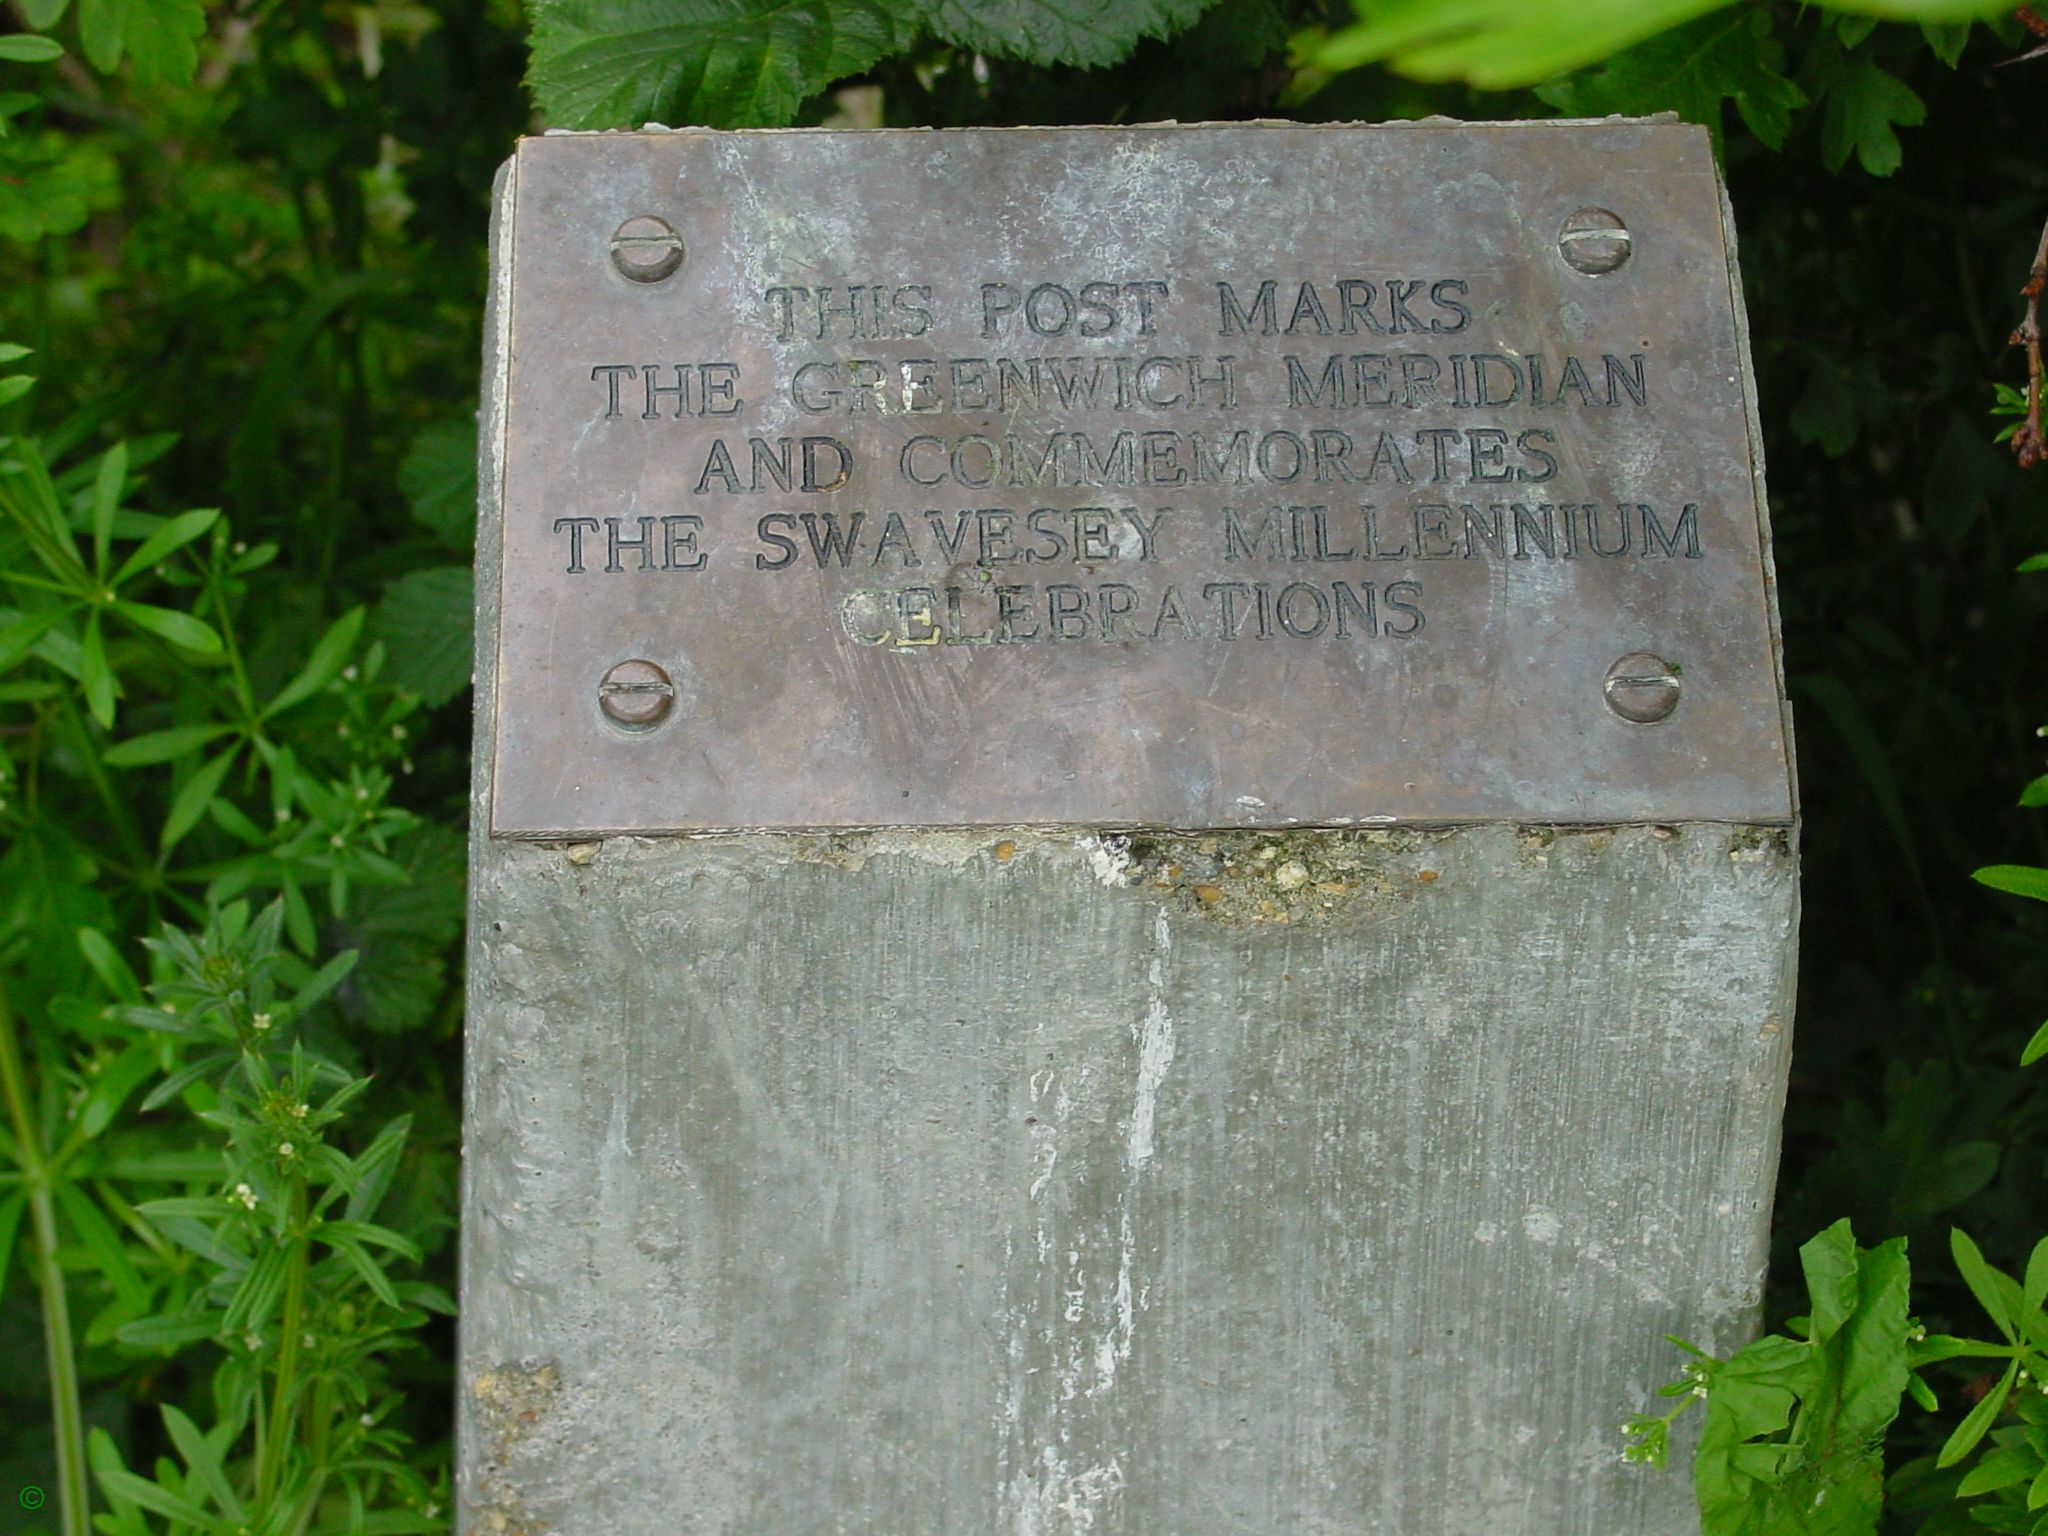 THIS POST MARKS
THE GREENWICH MERIDIAN
AND COMMEMORATES
THE SWAVESEY MILLENNIUM
CELEBRATIONS
©